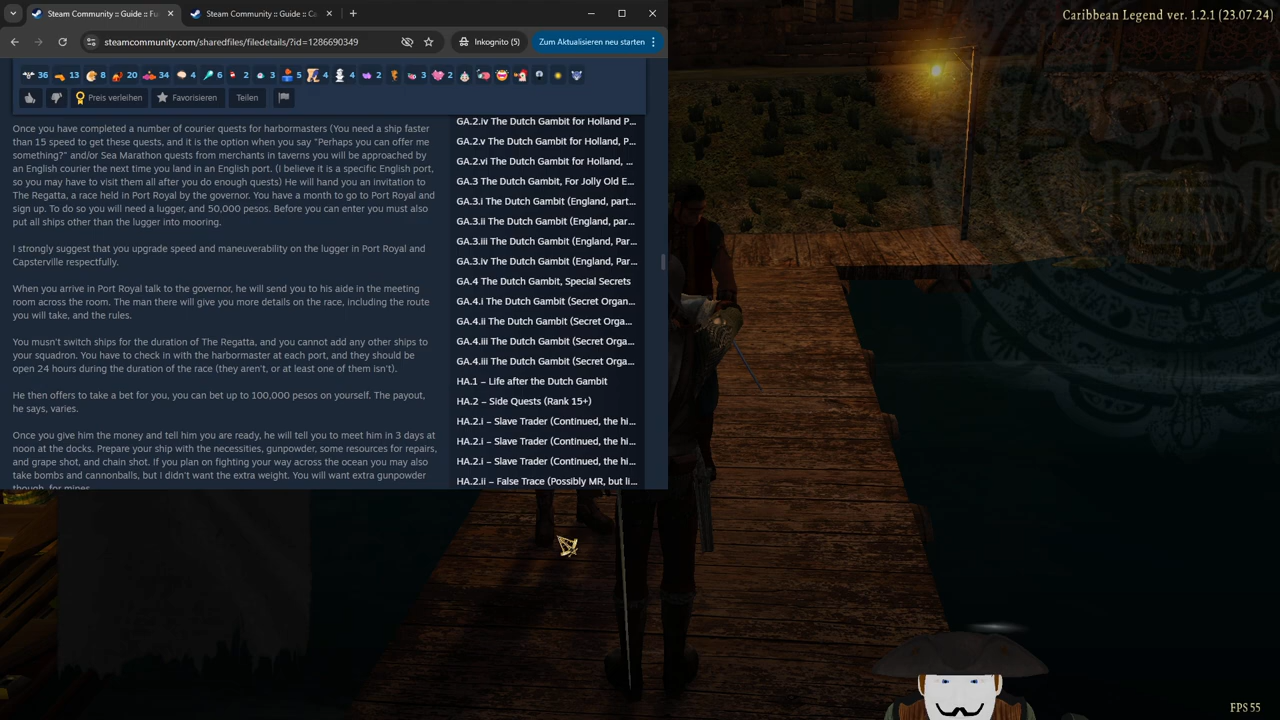 Steam Community :: Guide :: Fu
Steam Community :: Guide :: Ca
steamcommunity.com/sharedfiles/filedetails/?id=1286690349
Inkognito (5)
Zum Aktualisieren neu starten
36 13 8 20 34 4 6 2 3 5 4 4 2 3 2
Preis verleihen
Favorisieren
Teilen
Once you have completed a number of courier quests for harbormasters (You need a ship faster
than 15 speed to get these quests, and it is the option when you say "Perhaps you can offer me
something?" and/or Sea Marathon quests from merchants in taverns you will be approached by
an English courier the next time you land in an English port. (I believe it is a specific English port,
so you may have to visit them all after you do enough quests) He will hand you an invitation to
The Regatta, a race held in Port Royal by the governor. You have a month to go to Port Royal and
sign up. To do so you will need a lugger, and 50,000 pesos. Before you can enter you must also
put all ships other than the lugger into mooring.
I strongly suggest that you upgrade speed and maneuverability on the lugger in Port Royal and
Capsterville respectfully.
When you arrive in Port Royal talk to the governor, he will send you to his aide in the meeting
room across the room. The man there will give you more details on the race, including the route
you will take, and the rules.
You musn't switch ships for the duration of The Regatta, and you cannot add any other ships to
your squadron. You have to check in with the harbormaster at each port, and they should be
open 24 hours during the duration of the race (they aren't, or at least one of them isn't).
He then offers to take a bet for you, you can bet up to 100,000 pesos on yourself. The payout,
he says, varies.
Once you give him the money and tell him you are ready, he will tell you to meet him in 3 days at
noon at the docks. Prepare your ship with the necessities, gunpowder, some resources for repairs,
and grape shot, and chain shot. If you plan on fighting your way across the ocean you may also
take bombs and cannonballs, but I didn't want the extra weight. You will want extra gunpowder
though, for mines
GA.2.iv The Dutch Gambit for Holland P...
GA.2.v The Dutch Gambit for Holland, P...
GA.2.vi The Dutch Gambit for Holland, ...
GA.3 The Dutch Gambit, For Jolly Old E...
GA.3.i The Dutch Gambit (England, part...
GA.3.ii The Dutch Gambit (England, par...
GA.3.iii The Dutch Gambit (England, Par...
GA.3.iv The Dutch Gambit (England, Par...
GA.4 The Dutch Gambit, Special Secrets
GA.4.i The Dutch Gambit (Secret Organ...
GA.4.ii The Dutch Gambit (Secret Orga...
GA.4.iii The Dutch Gambit (Secret Orga...
GA.4.iii The Dutch Gambit (Secret Orga...
HA.1 – Life after the Dutch Gambit
HA.2 – Side Quests (Rank 15+)
HA.2.i – Slave Trader (Continued, the hi...
HA.2.i – Slave Trader (Continued, the hi...
HA.2.i – Slave Trader (Continued, the hi...
HA.2.ii – False Trace (Possibly MR, but li...
Caribbean Legend ver. 1.2.1 (23.07.24)
FPS 55